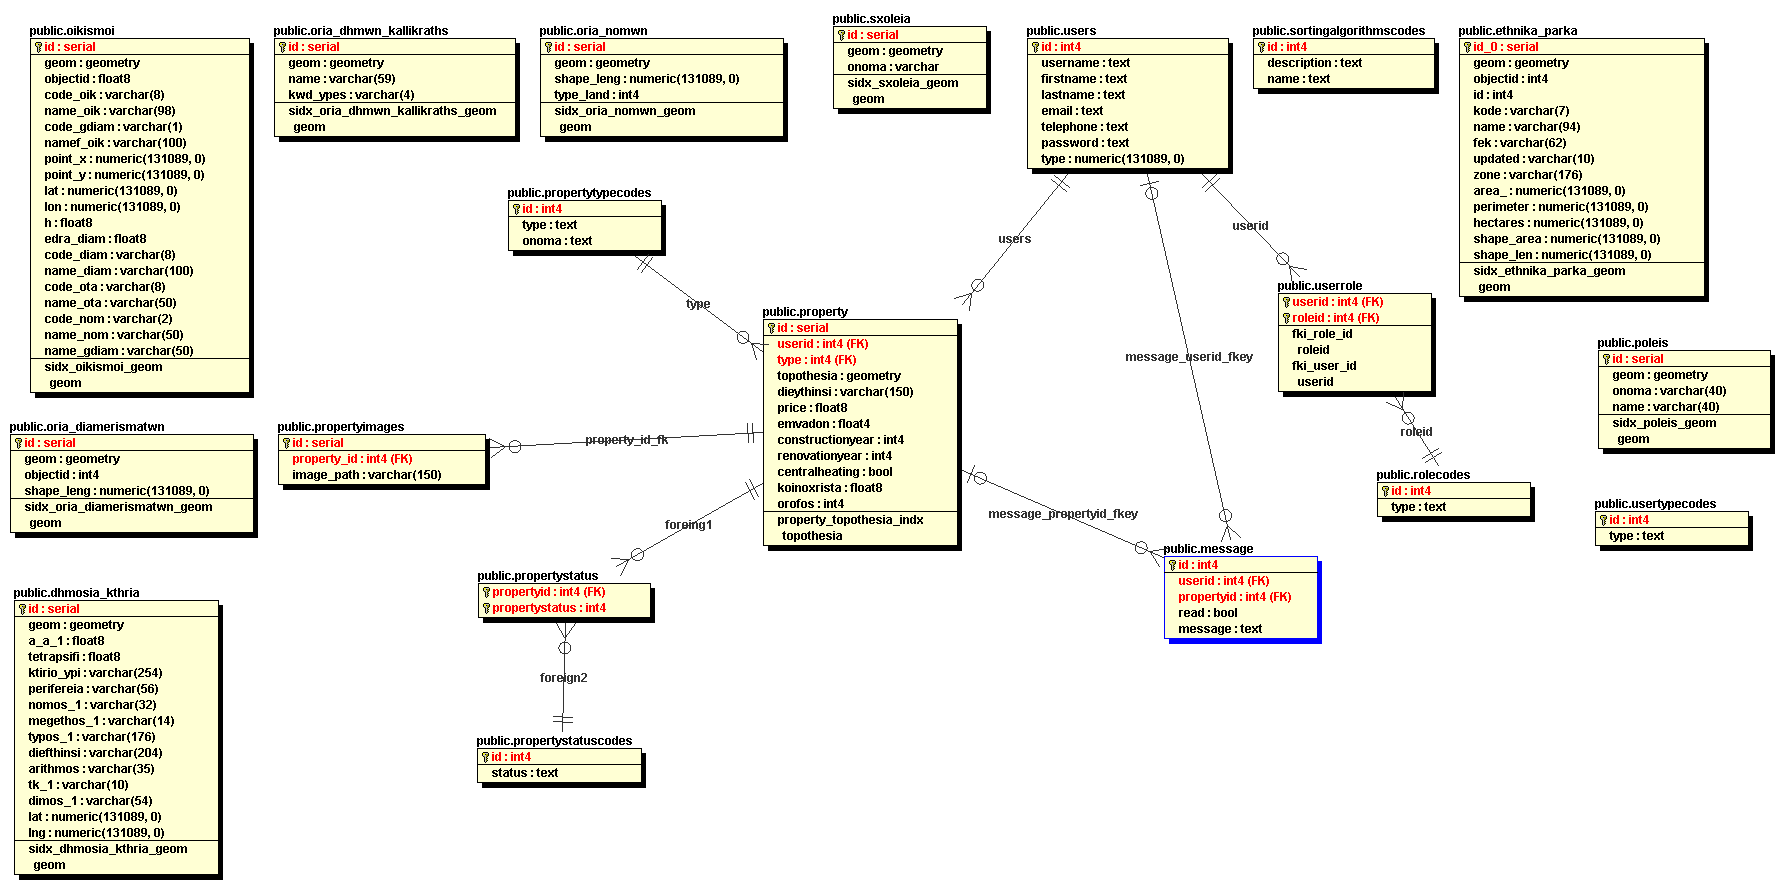 public.oikismoi
id : serial
geom : geometry
objectid : float8
code_oik : varchar(8)
name_oik : varchar(98)
code_gdiam : varchar(1)
namef_oik : varchar(100)
point_x : numeric(131089, 0)
point_y : numeric(131089, 0)
lat : numeric(131089, 0)
lon : numeric(131089, 0)
h : float8
edra_diam : float8
code_diam : varchar(8)
name_diam : varchar(100)
code_ota : varchar(8)
name_ota : varchar(50)
code_nom : varchar(2)
name_nom : varchar(50)
name_gdiam : varchar(50)
sidx_oikismoi_geom
geom
public.oria_dhmwn_kallikraths
id : serial
geom : geometry
name : varchar(59)
kwd_ypes : varchar(4)
sidx_oria_dhmwn_kallikraths_geom
geom
public.oria_nomwn
id : serial
geom : geometry
shape_leng : numeric(131089, 0)
type_land : int4
sidx_oria_nomwn_geom
geom
public.sxoleia
id : serial
geom : geometry
onoma : varchar
sidx_sxoleia_geom
geom
public.users
id : int4
username : text
firstname : text
lastname : text
email : text
telephone : text
password : text
type : numeric(131089, 0)
public.sortingalgorithmscodes
id : int4
description : text
name : text
public.ethnika_parka
id_0 : serial
geom : geometry
objectid : int4
id : int4
kode : varchar(7)
name : varchar(94)
fek : varchar(62)
updated : varchar(10)
zone : varchar(176)
area_ : numeric(131089, 0)
perimeter : numeric(131089, 0)
hectares : numeric(131089, 0)
shape_area : numeric(131089, 0)
shape_len : numeric(131089, 0)
sidx_ethnika_parka_geom
geom
public.propertytypecodes
id : int4
type : text
onoma : text
type
users
userid
message_userid_fkey
public.userrole
userid : int4 (FK)
roleid : int4 (FK)
fki_role_id
roleid
fki_user_id
userid
roleid
public.rolecodes
id : int4
type : text
public.poleis
id : serial
geom : geometry
onoma : varchar(40)
name : varchar(40)
sidx_poleis_geom
geom
public.usertypecodes
id : int4
type : text
public.property
id : serial
userid : int4 (FK)
type : int4 (FK)
topothesia : geometry
dieythinsi : varchar(150)
price : float8
emvadon : float4
constructionyear : int4
renovationyear : int4
centralheating : bool
koinoxrista : float8
orofos : int4
property_topothesia_indx
topothesia
public.oria_diamerismatwn
id : serial
geom : geometry
objectid : int4
shape_leng : numeric(131089, 0)
sidx_oria_diamerismatwn_geom
geom
public.propertyimages
id : serial
property_id : int4 (FK)
image_path : varchar(150)
property_id_fk
foreing1
message_propertyid_fkey
public.message
id : int4
userid : int4 (FK)
propertyid : int4 (FK)
read : bool
message : text
public.propertystatus
propertyid : int4 (FK)
propertystatus : int4
foreign2
public.propertystatuscodes
id : int4
status : text
public.dhmosia_kthria
id : serial
geom : geometry
a_a_1 : float8
tetrapsifi : float8
ktirio_ypi : varchar(254)
perifereia : varchar(56)
nomos_1 : varchar(32)
megethos_1 : varchar(14)
typos_1 : varchar(176)
diefthinsi : varchar(204)
arithmos : varchar(35)
tk_1 : varchar(10)
dimos_1 : varchar(54)
lat : numeric(131089, 0)
lng : numeric(131089, 0)
sidx_dhmosia_kthria_geom
geom